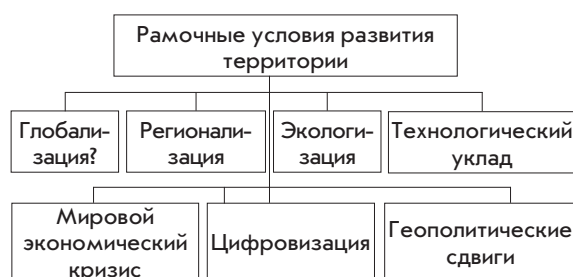 Рамочные условия развития
территории
Глобали-
зация?
Регионали-
зация
Экологи-
зация
Технологический
уклад
Мировой
экономический
кризис
Цифровизация
Геополитические
сдвиги